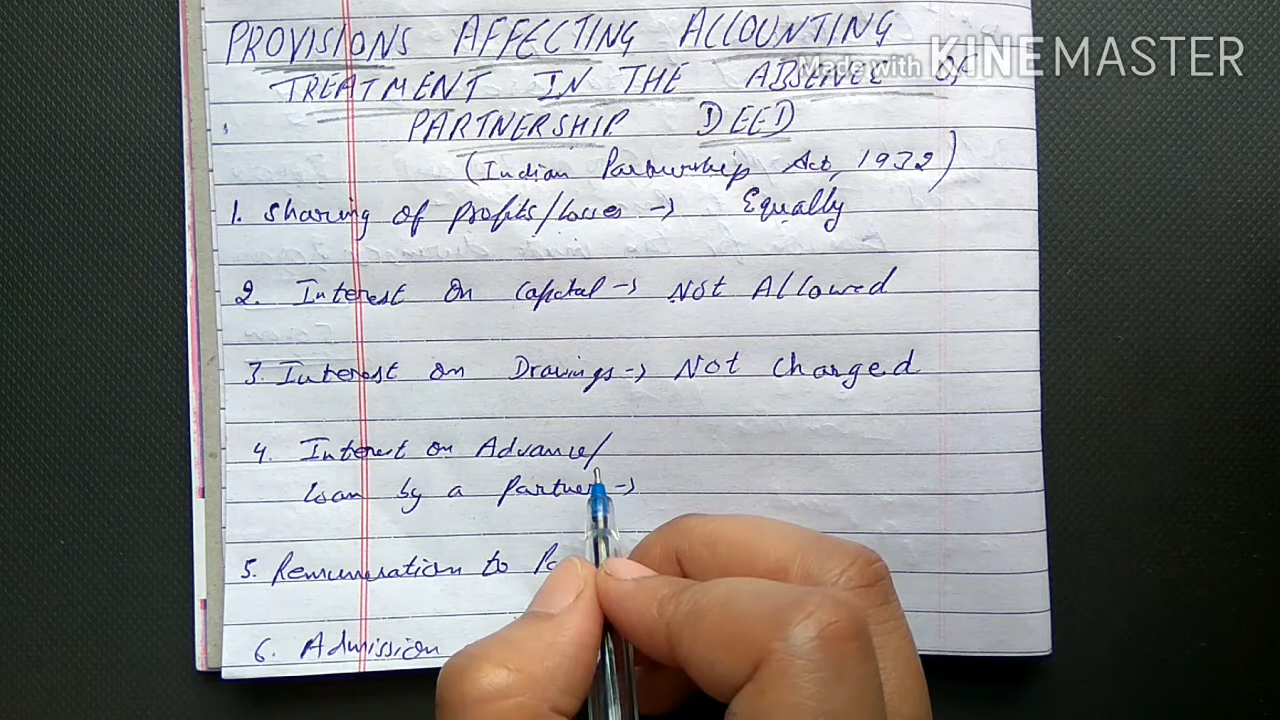 PROVISIONS AFFECTING ACCOUNTING
Made with KINEMASTER
TREATMENT IN THE ABSENCE OF
PARTNERSHIP DEED
(Indian Partnership Act, 1932)
1. Sharing of Profits/Losses → Equally
2. Interest on Capital → Not Allowed
3. Interest on Drawings → Not Charged
4. Interest on Advance/
Loan by a Partner →
5. Remuneration to Pa
6. Admission